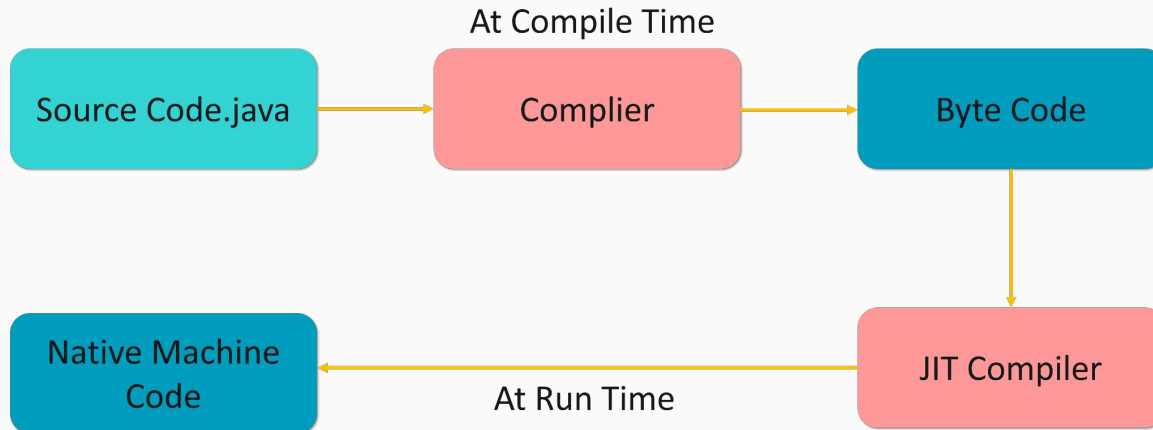 At Compile Time
Source Code.java
Complier
Byte Code
Native Machine
Code
JIT Compiler
At Run Time